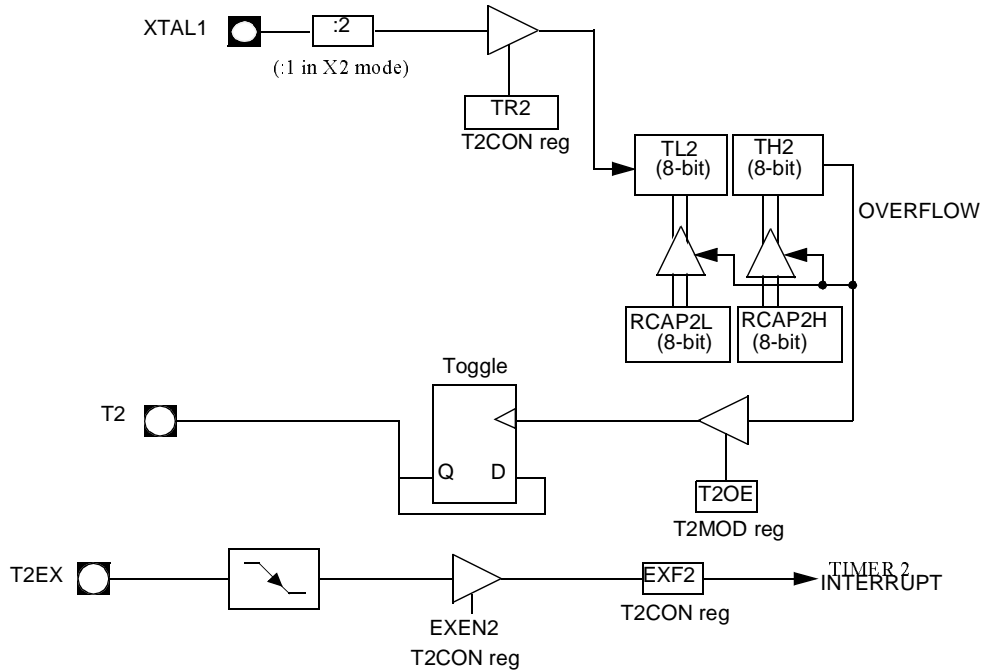 XTAL1
:2
(:1 in X2 mode)
TR2
T2CON reg
TL2
(8-bit)
TH2
(8-bit)
OVERFLOW
RCAP2L
(8-bit)
RCAP2H
(8-bit)
Toggle
T2
Q
D
T2OE
T2MOD reg
T2EX
EXEN2
T2CON reg
EXF2
T2CON reg
TIMER 2
INTERRUPT